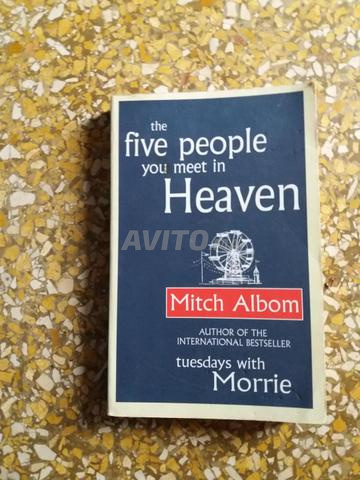 the
five people
you meet in
Heaven
AVITO
Mitch Albom
AUTHOR OF THE
INTERNATIONAL BESTSELLER
tuesdays with
Morrie